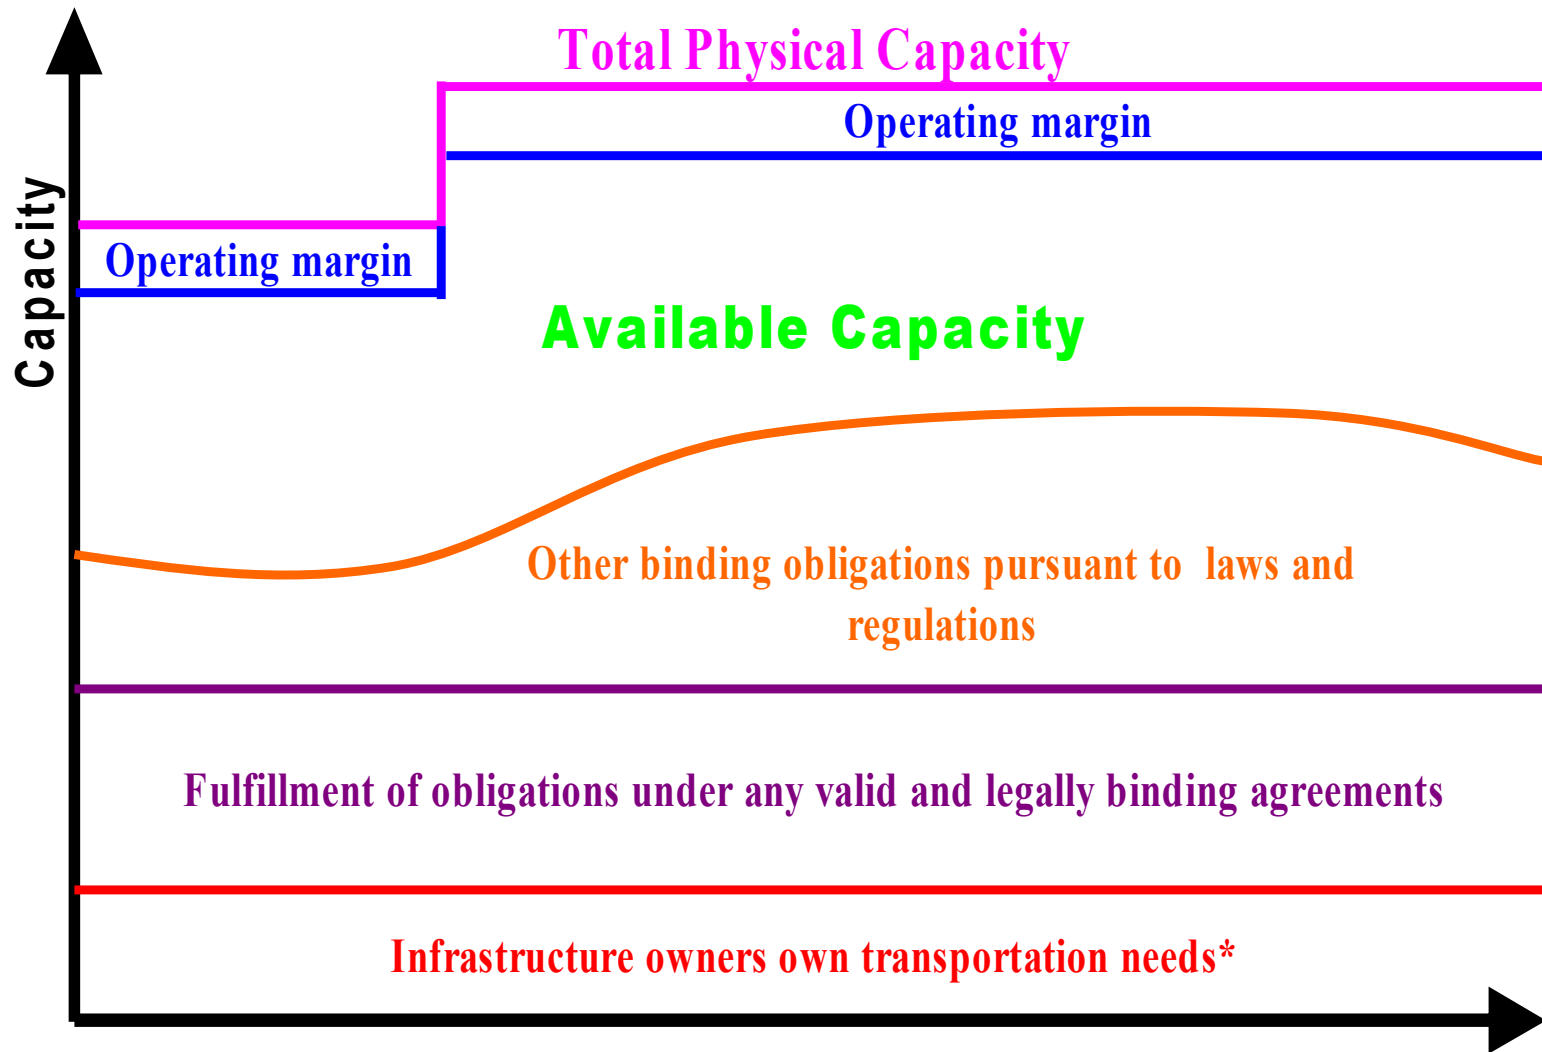 Total Physical Capacity
Operating margin
Operating margin
Capacity
Available Capacity
Other binding obligations pursuant to laws and
regulations
Fulfillment of obligations under any valid and legally binding agreements
Infrastructure owners own transportation needs*